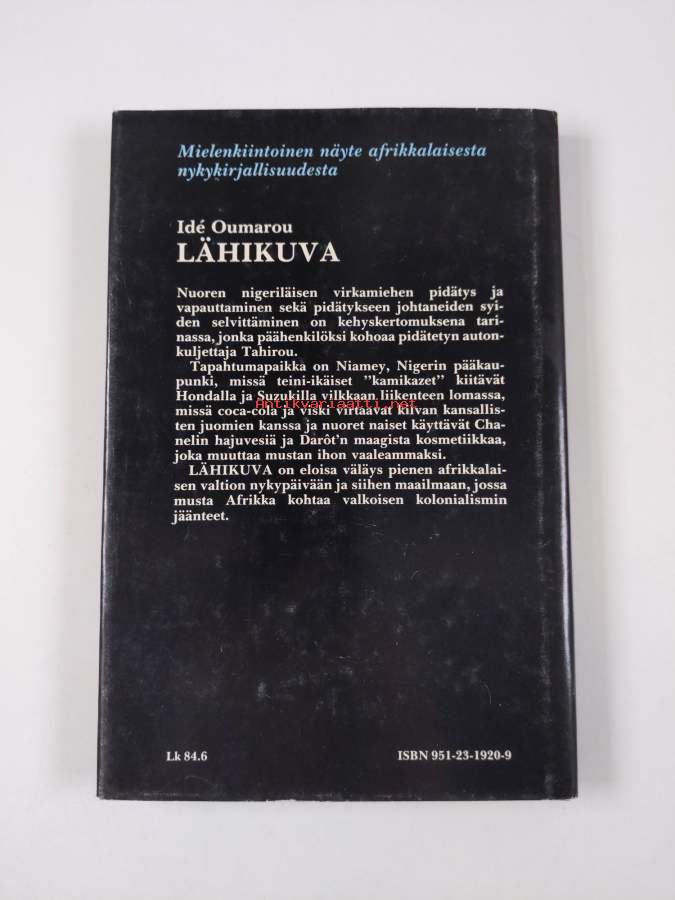 Mielenkiintoinen näyte afrikkalaisesta
nykykirjallisuudesta
Idé Oumarou
LÄHIKUVA
Nuoren nigeriläisen virkamiehen pidätys ja
vapauttaminen sekä pidätykseen johtaneiden syi-
den selvittäminen on kehyskertomuksena tari-
nassa, jonka päähenkilöksi kohoaa pidätetyn auton-
kuljettaja Tahirou.
Tapahtumapaikka on Niamey, Nigerin pääkau-
punki, missä teini-ikäiset ”kamikazet” kiitävät
Hondalla ja Suzukilla vilkkaan liikenteen lomassa,
Antikvariaatti.net
missä coca-cola ja viski virtaavat kilvan kansallis-
ten juomien kanssa ja nuoret naiset käyttävät Cha-
nelin hajuvesiä ja Darôt’n maagista kosmetiikkaa,
joka muuttaa mustan ihon vaaleammaksi.
LÄHIKUVA on eloisa väläys pienen afrikkalai-
sen valtion nykypäivään ja siihen maailmaan, jossa
musta Afrikka kohtaa valkoisen kolonialismin
jäänteet.
Lk 84.6
ISBN 951-23-1920-9